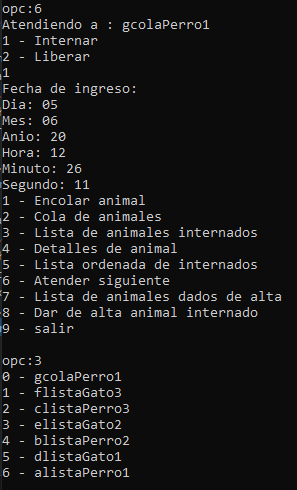 opc:6
Atendiendo a : gcolaPerro1
1 - Internar
2 - Liberar
1
Fecha de ingreso:
Dia: 05
Mes: 06
Anio: 20
Hora: 12
Minuto: 26
Segundo: 11
1 - Encolar animal
2 - Cola de animales
3 - Lista de animales internados
4 - Detalles de animal
5 - Lista ordenada de internados
6 - Atender siguiente
7 - Lista de animales dados de alta
8 - Dar de alta animal internado
9 - salir

opc:3
0 - gcolaPerro1
1 - flistaGato3
2 - clistaPerro3
3 - elistaGato2
4 - blistaPerro2
5 - dlistaGato1
6 - alistaPerro1